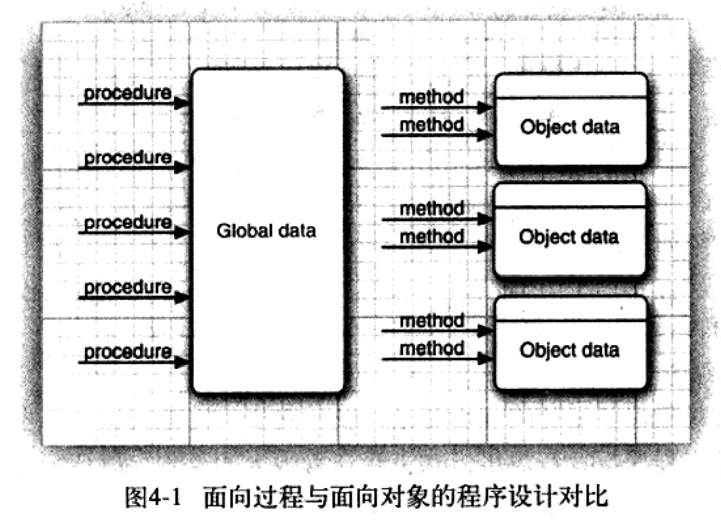 procedure
procedure
procedure
procedure
procedure
Global data
method
method
Object data
method
method
Object data
method
method
Object data
图4-1 面向过程与面向对象的程序设计对比